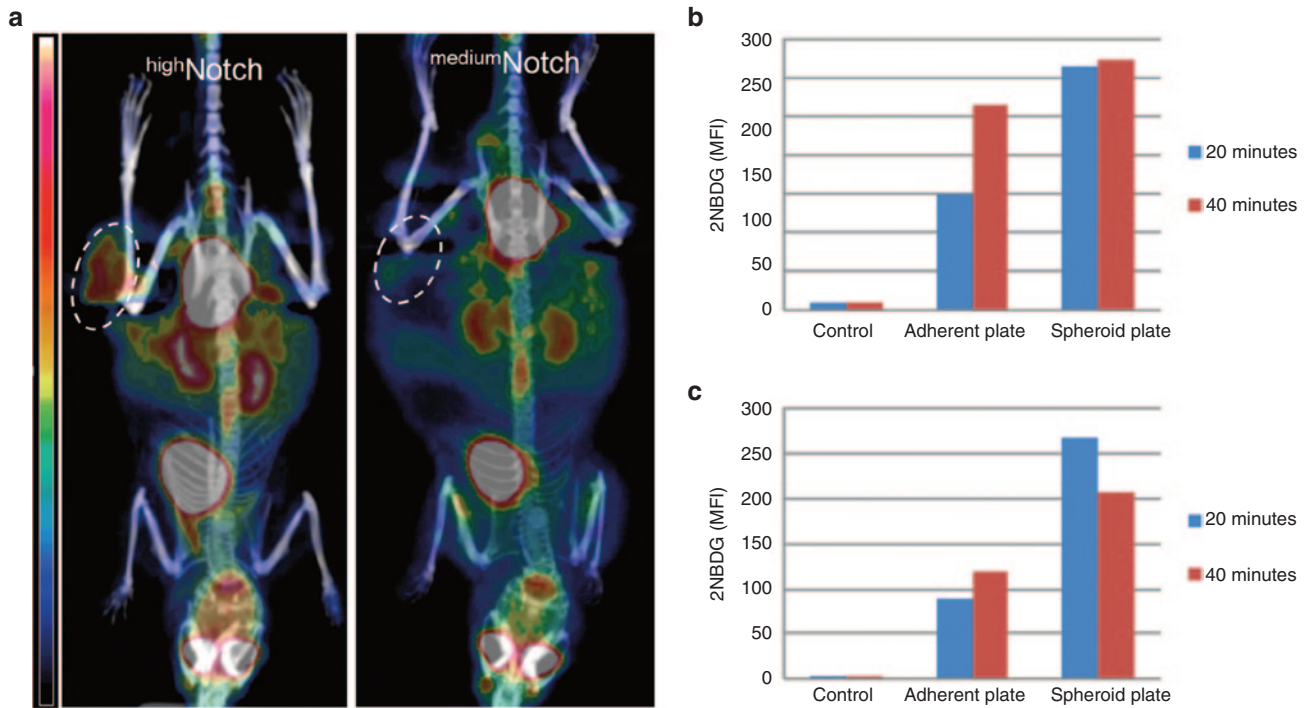 a
highNotch
mediumNotch
b
300
250
200
150
100
50
0
2NBDG (MFI)
Control
Adherent plate
Spheroid plate
20 minutes
40 minutes
c
300
250
200
150
100
50
0
2NBDG (MFI)
Control
Adherent plate
Spheroid plate
20 minutes
40 minutes